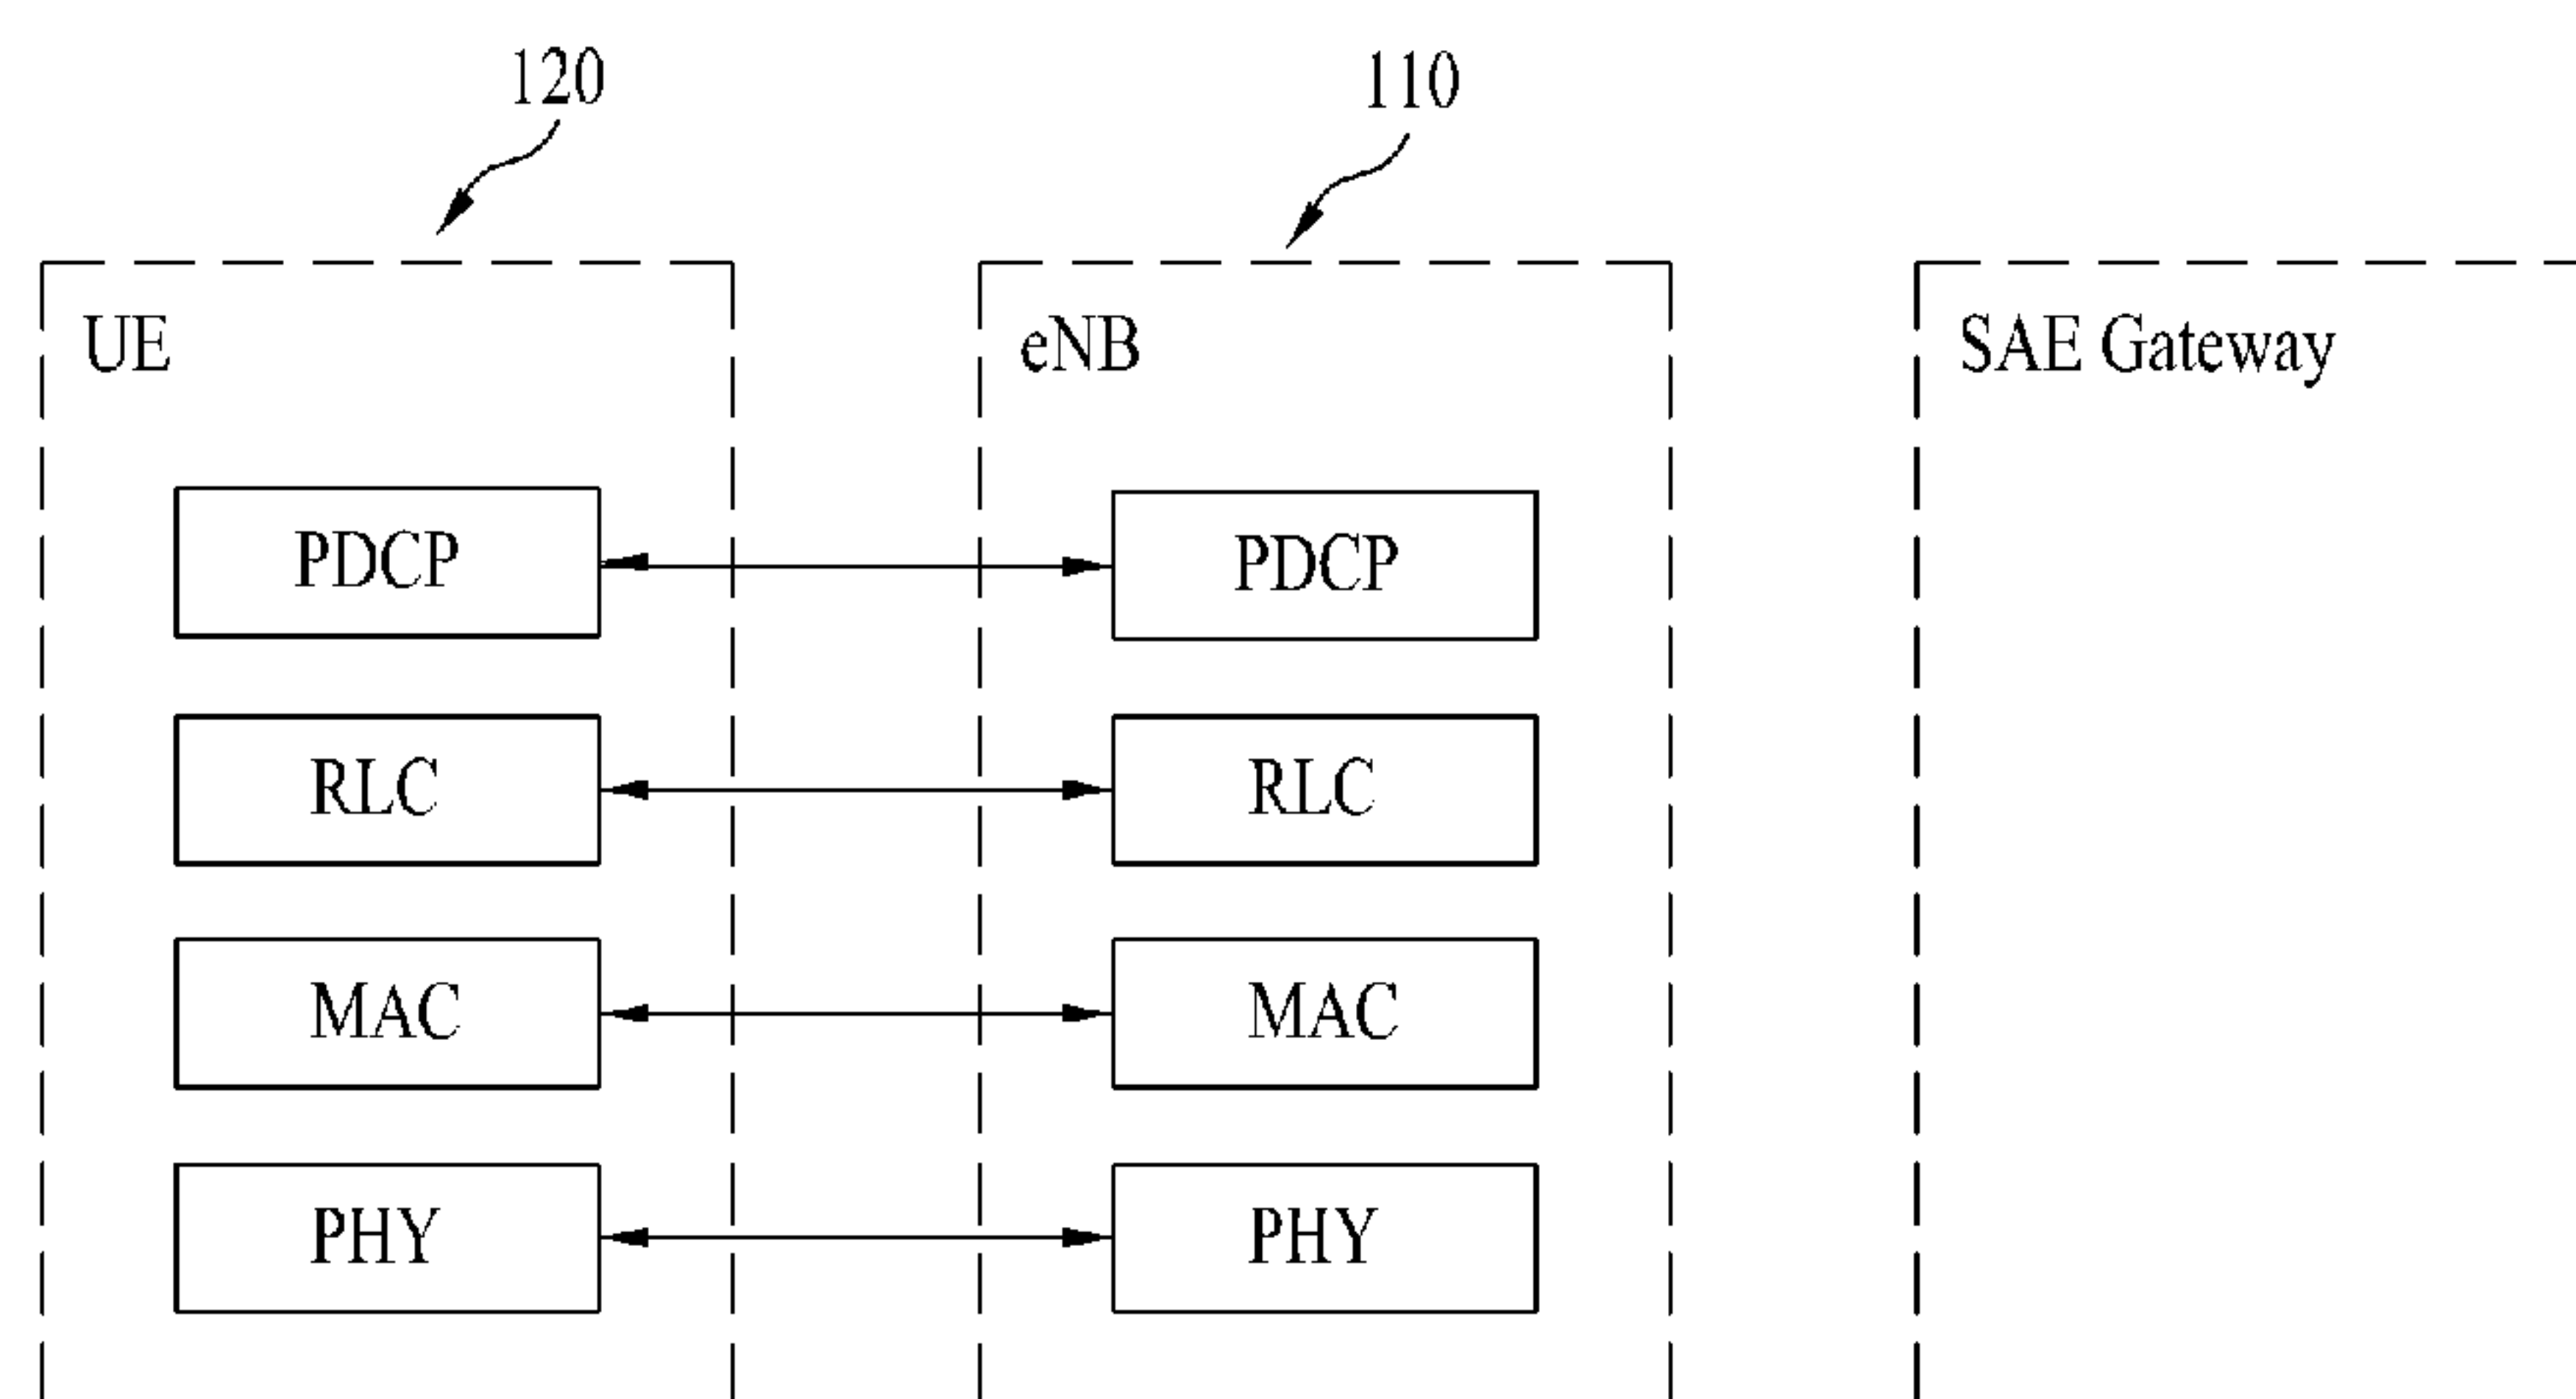 120 110
UE eNB SAE Gateway
PDCP PDCP
RLC RLC
MAC MAC
PHY PHY